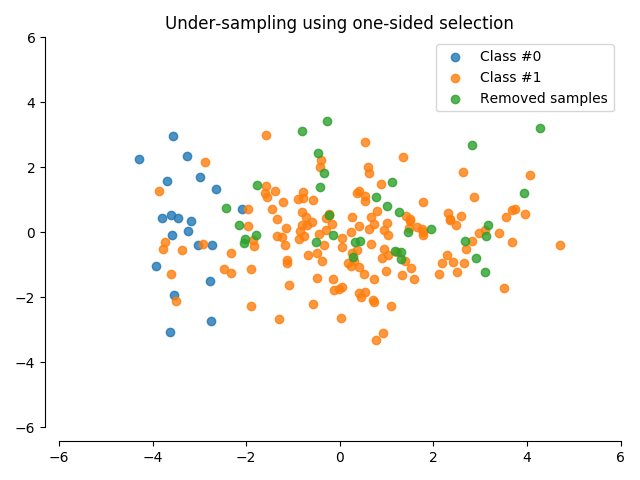 Under-sampling using one-sided selection
Class #0
Class #1
Removed samples
6
4
2
0
−2
−4
−6
−6 −4 −2 0 2 4 6